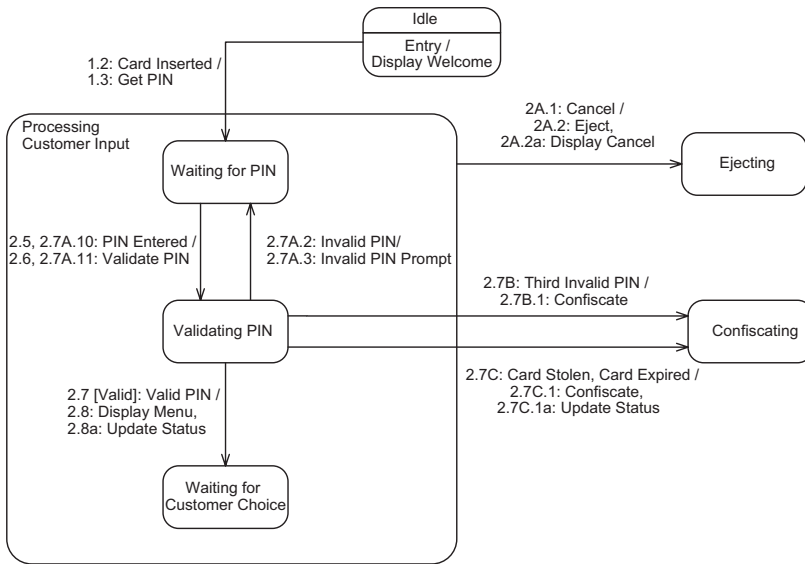 Idle
Entry /
Display Welcome
1.2: Card Inserted /
1.3: Get PIN
Processing
Customer Input
2A.1: Cancel /
2A.2: Eject,
2A.2a: Display Cancel
Waiting for PIN
Ejecting
2.5, 2.7A.10: PIN Entered /
2.6, 2.7A.11: Validate PIN
2.7A.2: Invalid PIN/
2.7A.3: Invalid PIN Prompt
2.7B: Third Invalid PIN /
2.7B.1: Confiscate
Validating PIN
Confiscating
2.7C: Card Stolen, Card Expired /
2.7C.1: Confiscate,
2.7C.1a: Update Status
2.7 [Valid]: Valid PIN /
2.8: Display Menu,
2.8a: Update Status
Waiting for
Customer Choice